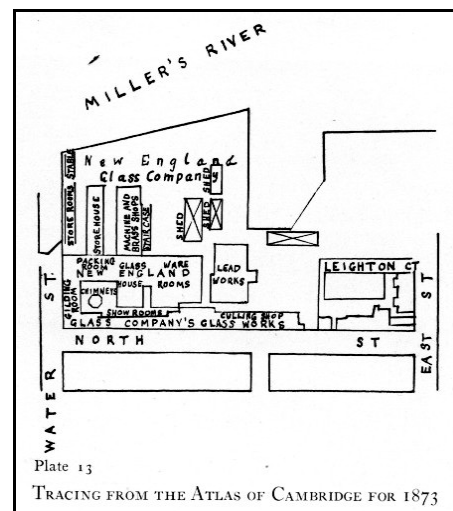 MILLER'S RIVER
New England
Glass Company
STORE ROOMS
STABLE
STOREHOUSE
MACHINE AND
BRASS SHOPS
STAIRCASE
SHED
SHED
SHED
PACKING
ROOM
GLASS WARE
NEW ENGLAND
HOUSE ROOMS
LEAD
WORKS
LEIGHTON CT
GILDING
ROOM
CHIMNEYS
SHOW ROOMS
CULLING SHOP
GLASS COMPANY'S GLASS WORKS
NORTH ST
WATER ST.
EAST ST
Plate 13
TRACING FROM THE ATLAS OF CAMBRIDGE FOR 1873